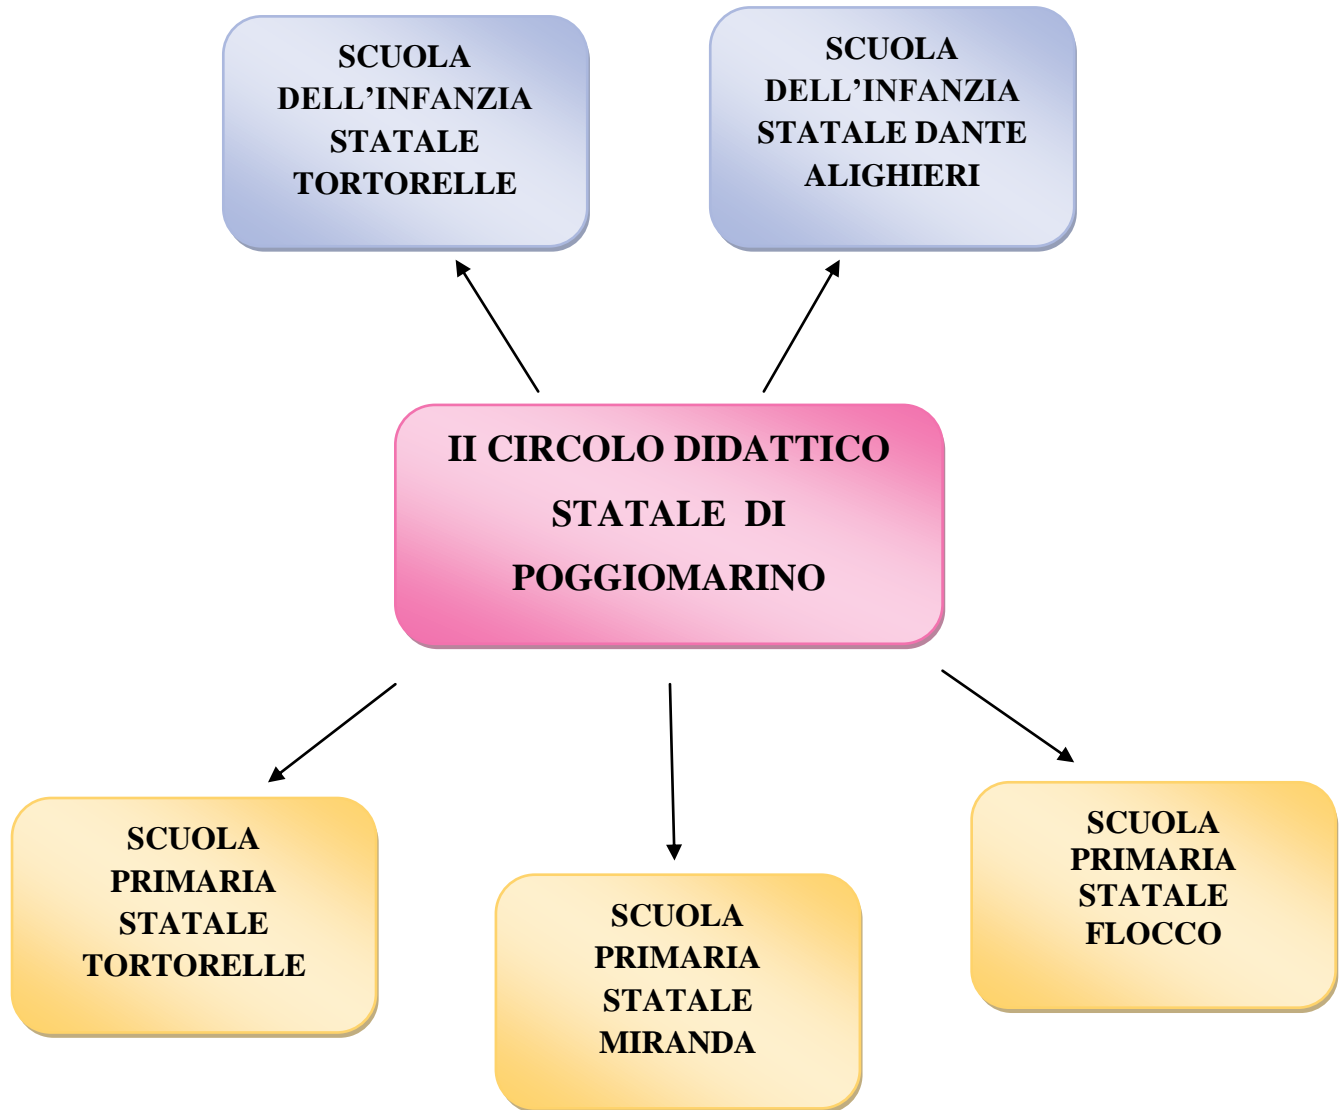 SCUOLA
DELL’INFANZIA
STATALE
TORTORELLE
SCUOLA
DELL’INFANZIA
STATALE DANTE
ALIGHIERI
II CIRCOLO DIDATTICO
STATALE DI
POGGIOMARINO
SCUOLA
PRIMARIA
STATALE
TORTORELLE
SCUOLA
PRIMARIA
STATALE
MIRANDA
SCUOLA
PRIMARIA
STATALE
FLOCCO